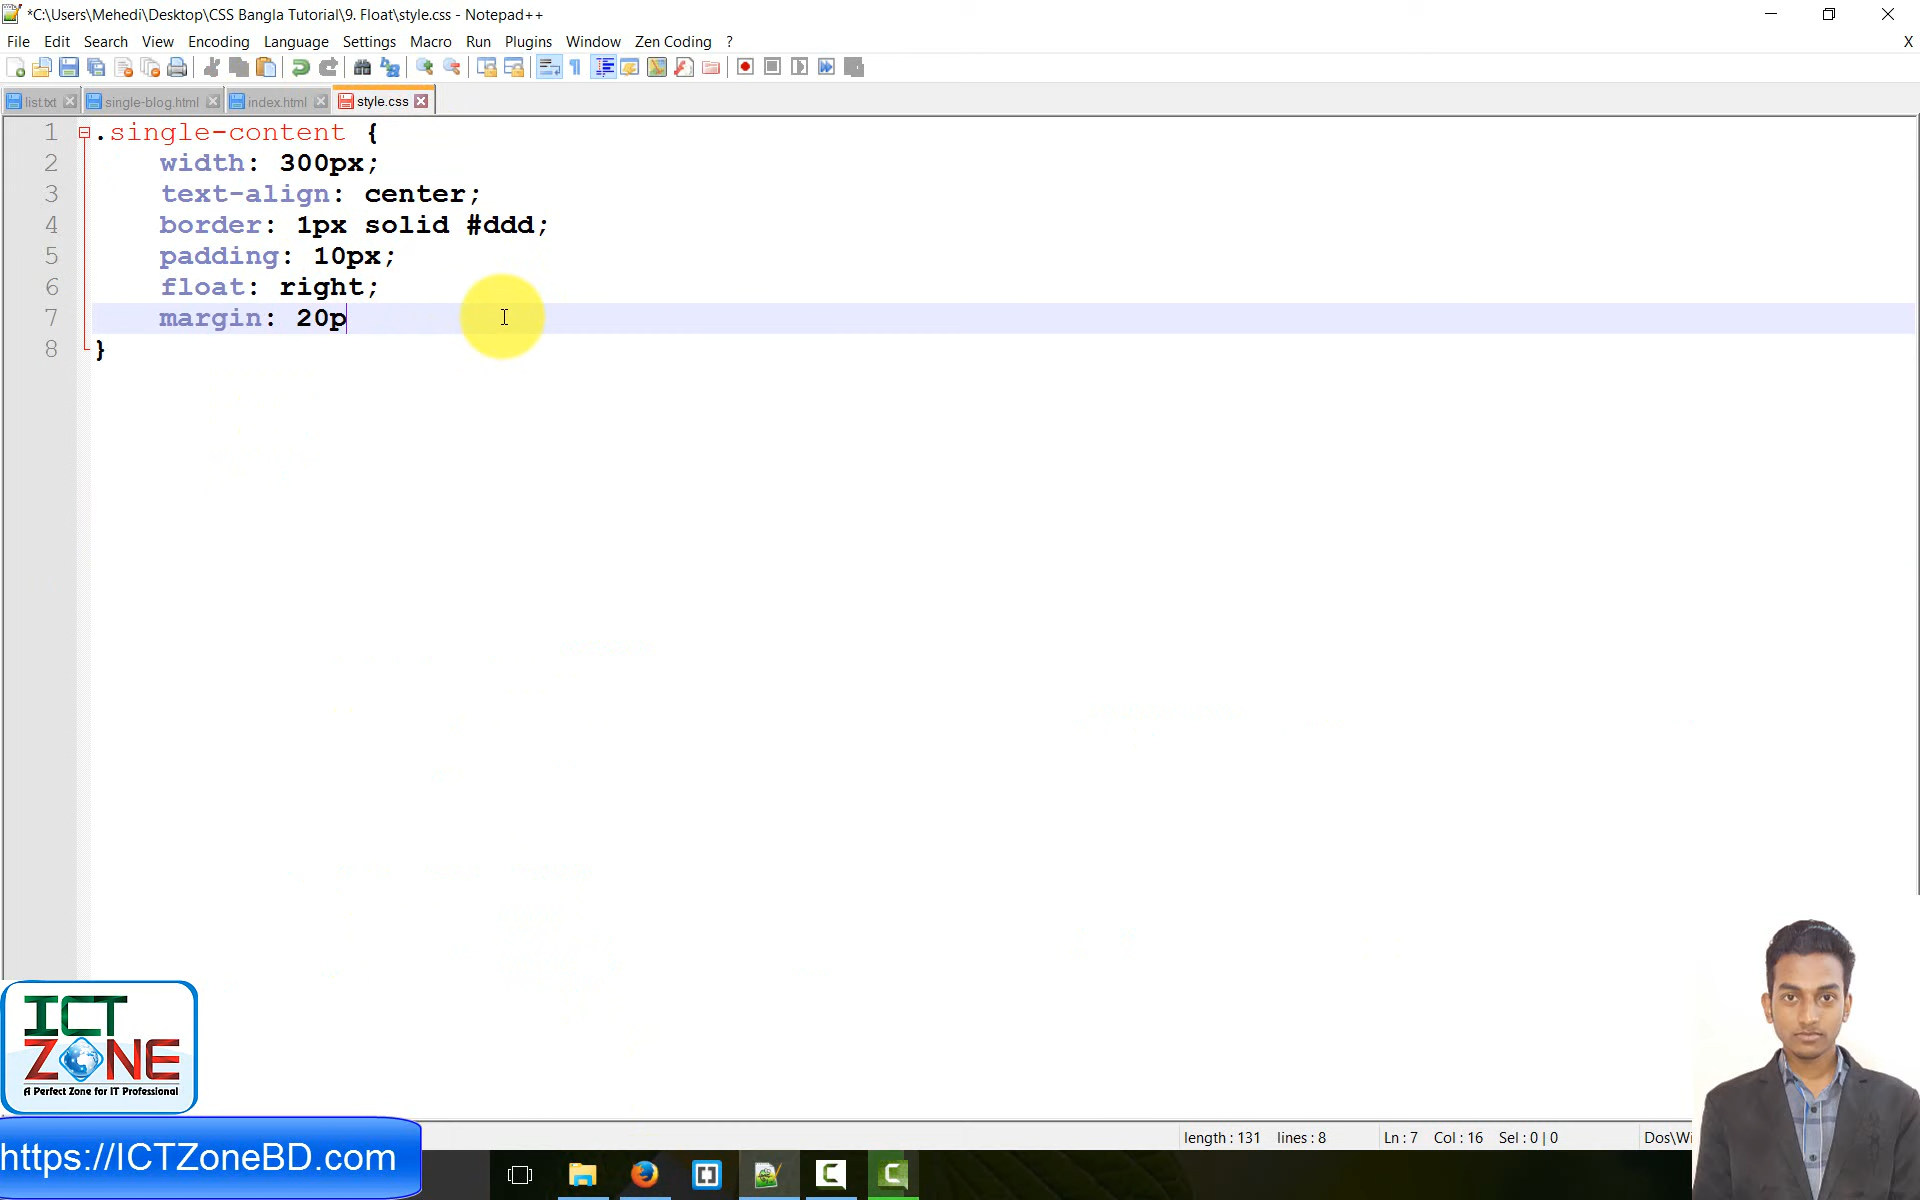 *C:\Users\Mehedi\Desktop\CSS Bangla Tutorial\9. Float\style.css - Notepad++
File Edit Search View Encoding Language Settings Macro Run Plugins Window Zen Coding ? X
list.txt single-blog.html index.html style.css
1 .single-content {
2 width: 300px;
3 text-align: center;
4 border: 1px solid #ddd;
5 padding: 10px;
6 float: right;
7 margin: 20p
8 }
ICT
ZONE
A Perfect Zone for IT Professional
length : 131 lines : 8 Ln : 7 Col : 16 Sel : 0 | 0 Dos\Wi
https://ICTZoneBD.com